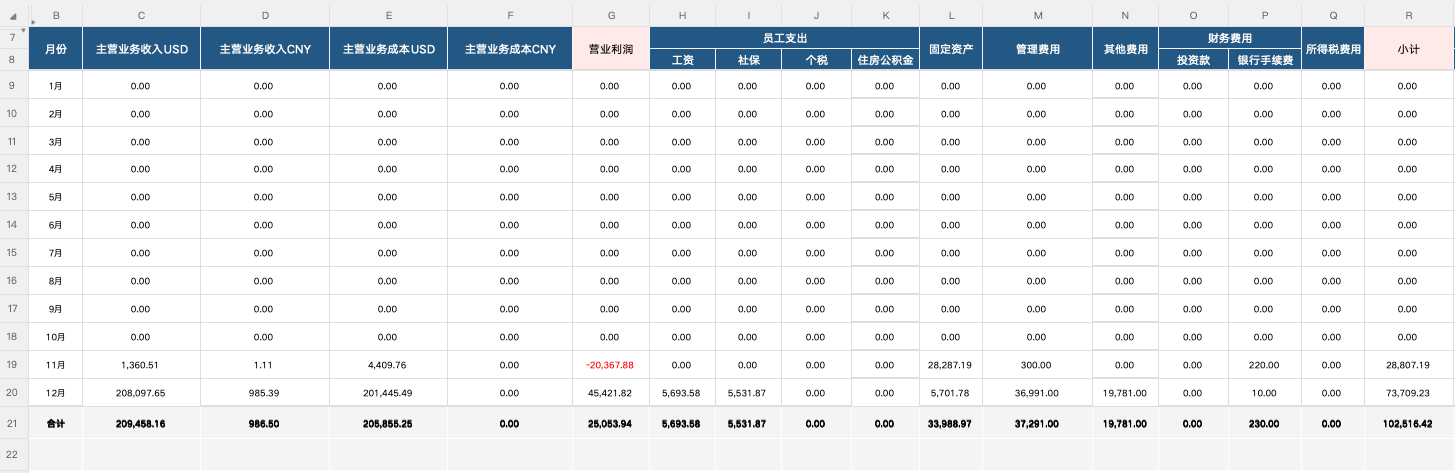 B C D E F G H I J K L M N O P Q R
7 月份 主营业务收入USD 主营业务收入CNY 主营业务成本USD 主营业务成本CNY 营业利润 员工支出 固定资产 管理费用 其他费用 财务费用 所得税费用 小计
8 工资 社保 个税 住房公积金 投资款 银行手续费
9 1月 0.00 0.00 0.00 0.00 0.00 0.00 0.00 0.00 0.00 0.00 0.00 0.00 0.00 0.00 0.00 0.00
10 2月 0.00 0.00 0.00 0.00 0.00 0.00 0.00 0.00 0.00 0.00 0.00 0.00 0.00 0.00 0.00 0.00
11 3月 0.00 0.00 0.00 0.00 0.00 0.00 0.00 0.00 0.00 0.00 0.00 0.00 0.00 0.00 0.00 0.00
12 4月 0.00 0.00 0.00 0.00 0.00 0.00 0.00 0.00 0.00 0.00 0.00 0.00 0.00 0.00 0.00 0.00
13 5月 0.00 0.00 0.00 0.00 0.00 0.00 0.00 0.00 0.00 0.00 0.00 0.00 0.00 0.00 0.00 0.00
14 6月 0.00 0.00 0.00 0.00 0.00 0.00 0.00 0.00 0.00 0.00 0.00 0.00 0.00 0.00 0.00 0.00
15 7月 0.00 0.00 0.00 0.00 0.00 0.00 0.00 0.00 0.00 0.00 0.00 0.00 0.00 0.00 0.00 0.00
16 8月 0.00 0.00 0.00 0.00 0.00 0.00 0.00 0.00 0.00 0.00 0.00 0.00 0.00 0.00 0.00 0.00
17 9月 0.00 0.00 0.00 0.00 0.00 0.00 0.00 0.00 0.00 0.00 0.00 0.00 0.00 0.00 0.00 0.00
18 10月 0.00 0.00 0.00 0.00 0.00 0.00 0.00 0.00 0.00 0.00 0.00 0.00 0.00 0.00 0.00 0.00
19 11月 1,360.51 1.11 4,409.76 0.00 -20,367.88 0.00 0.00 0.00 0.00 28,287.19 300.00 0.00 0.00 220.00 0.00 28,807.19
20 12月 208,097.65 985.39 201,445.49 0.00 45,421.82 5,693.58 5,531.87 0.00 0.00 5,701.78 36,991.00 19,781.00 0.00 10.00 0.00 73,709.23
21 合计 209,458.16 986.50 205,855.25 0.00 25,053.94 5,693.58 5,531.87 0.00 0.00 33,988.97 37,291.00 19,781.00 0.00 230.00 0.00 102,516.42
22